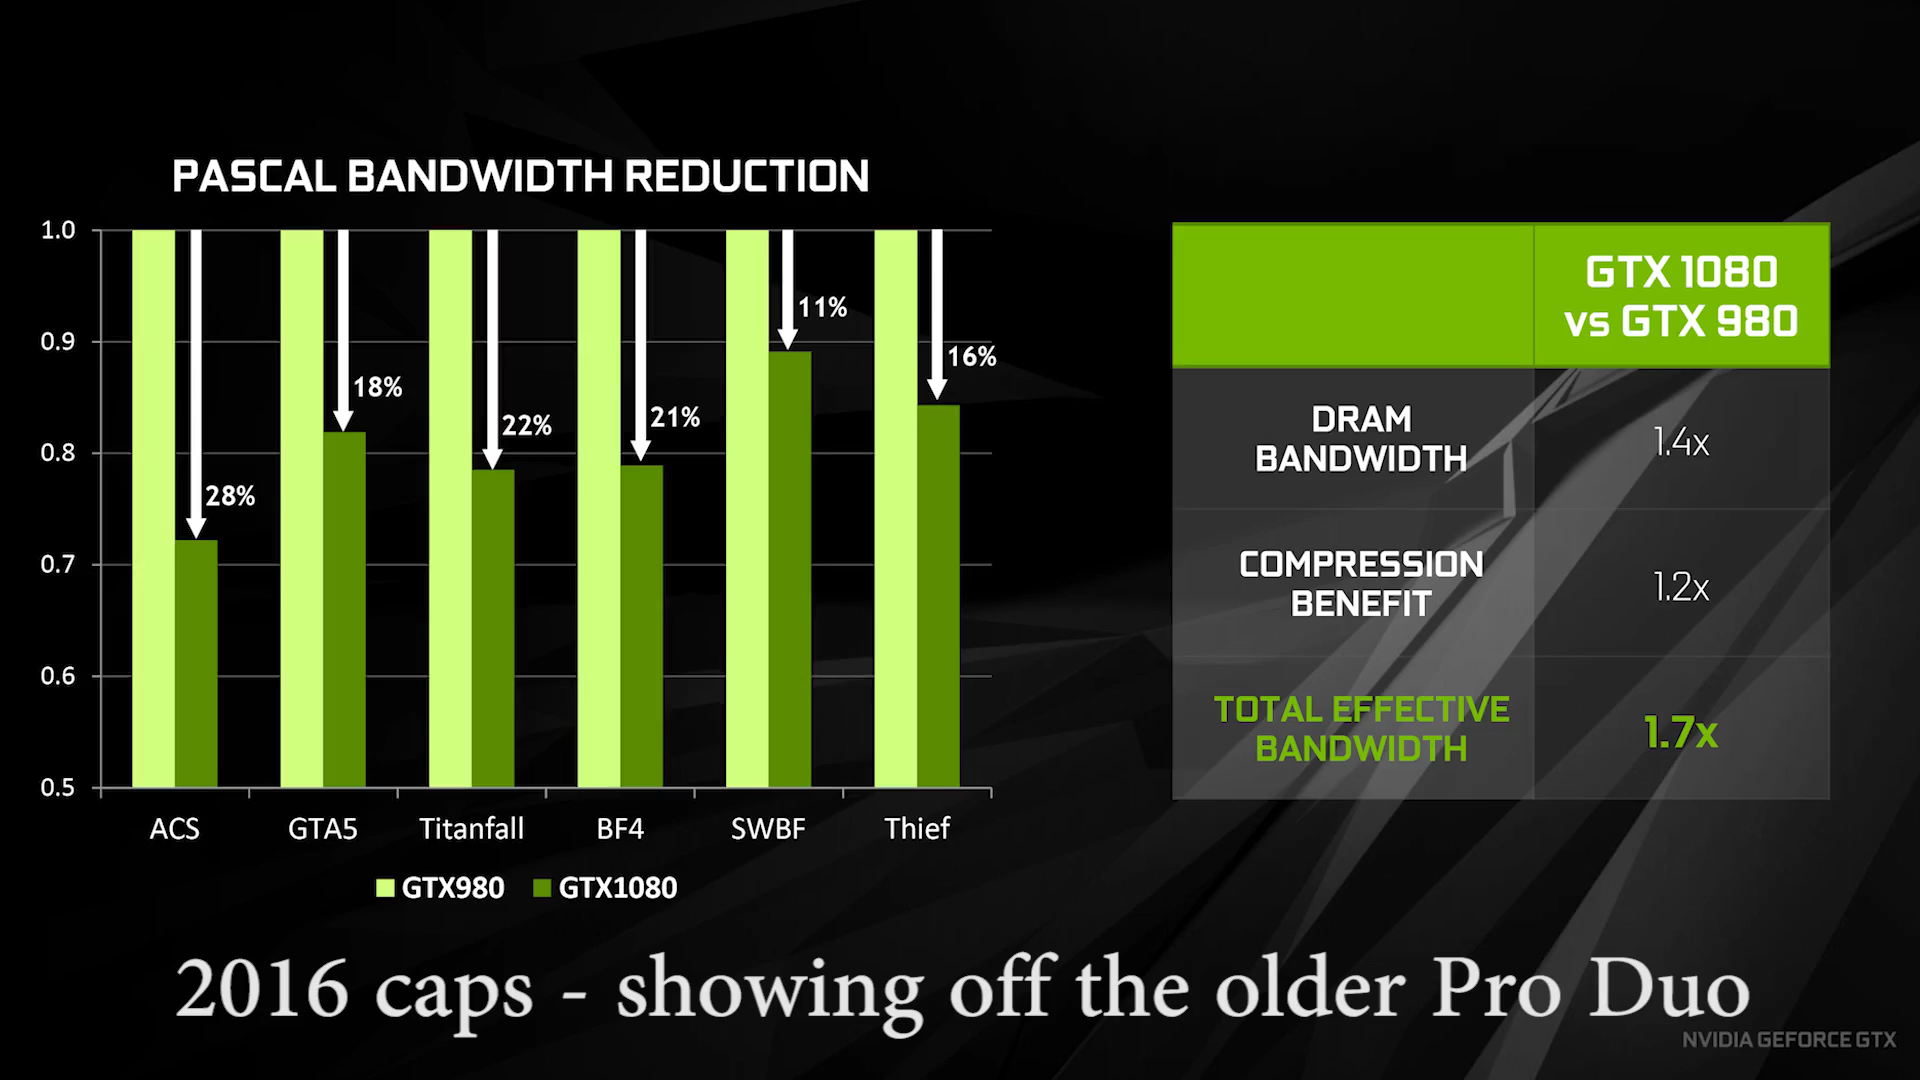 PASCAL BANDWIDTH REDUCTION
1.0
0.9
0.8
0.7
0.6
0.5
28%
18%
22%
21%
11%
16%
ACS GTA5 Titanfall BF4 SWBF Thief
GTX980 GTX1080
GTX 1080
vs GTX 980
DRAM
BANDWIDTH
1.4x
COMPRESSION
BENEFIT
1.2x
TOTAL EFFECTIVE
BANDWIDTH
1.7x
2016 caps - showing off the older Pro Duo
NVIDIA GEFORCE GTX